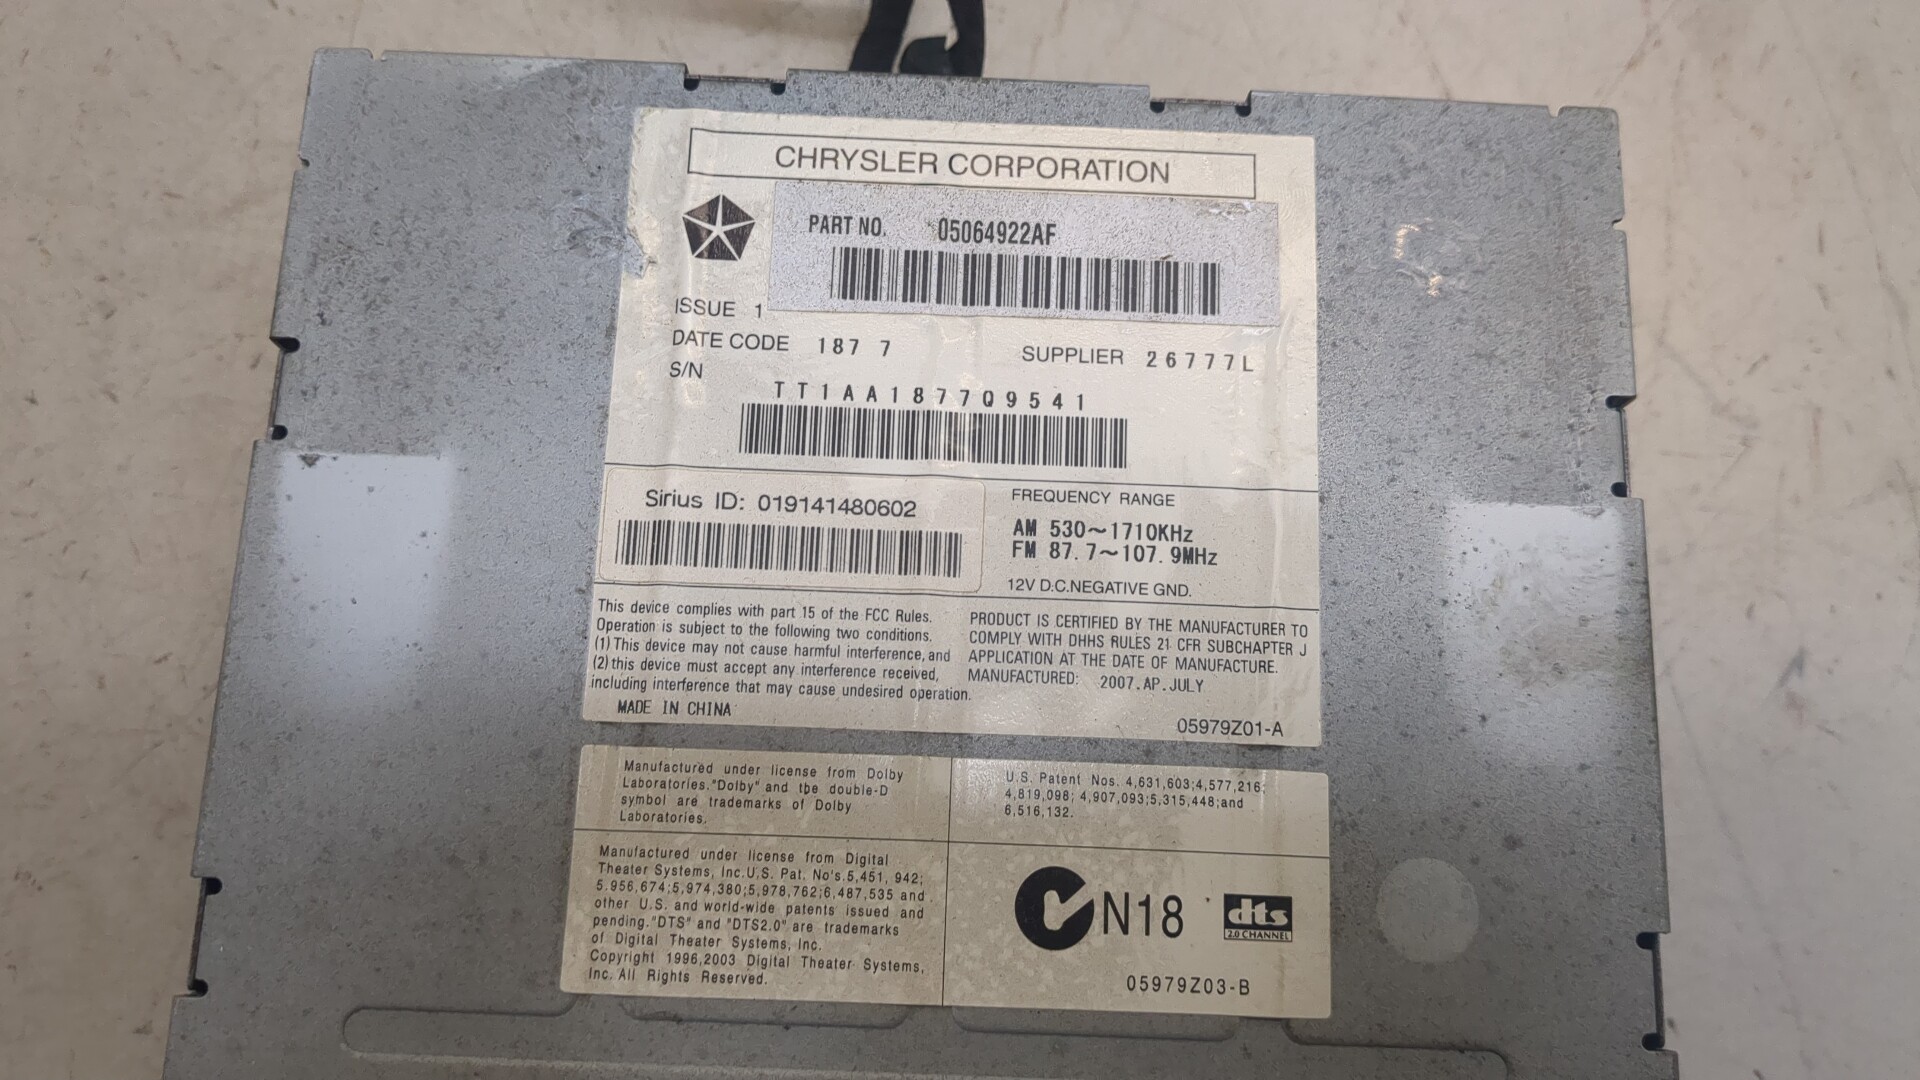 CHRYSLER CORPORATION
PART NO. 05064922AF
ISSUE 1
DATE CODE 187 7
SUPPLIER 26777L
S/N
TT1AA1877Q9541
Sirius ID: 019141480602
FREQUENCY RANGE
AM 530~1710KHz
FM 87.7~107.9MHz
12V D.C.NEGATIVE GND.
This device complies with part 15 of the FCC Rules.
Operation is subject to the following two conditions.
(1) This device may not cause harmful interference, and
(2) this device must accept any interference received,
including interference that may cause undesired operation.
MADE IN CHINA
PRODUCT IS CERTIFIED BY THE MANUFACTURER TO
COMPLY WITH DHHS RULES 21 CFR SUBCHAPTER J
APPLICATION AT THE DATE OF MANUFACTURE.
MANUFACTURED: 2007.AP.JULY
05979Z01-A
Manufactured under license from Dolby
Laboratories."Dolby" and the double-D
symbol are trademarks of Dolby
Laboratories.
U.S. Patent Nos. 4,631,603;4,577,216;
4,819,098; 4,907,093;5,315,448;and
6,516,132.
Manufactured under license from Digital
Theater Systems, Inc.U.S. Pat. No's.5,451, 942;
5.956,674;5,974,380;5,978,762;6,487,535 and
other U.S. and world-wide patents issued and
pending."DTS" and "DTS2.0" are trademarks
of Digital Theater Systems, Inc.
Copyright 1996,2003 Digital Theater Systems,
Inc. All Rights Reserved.
N18
dts
2.0 CHANNEL
05979Z03-B